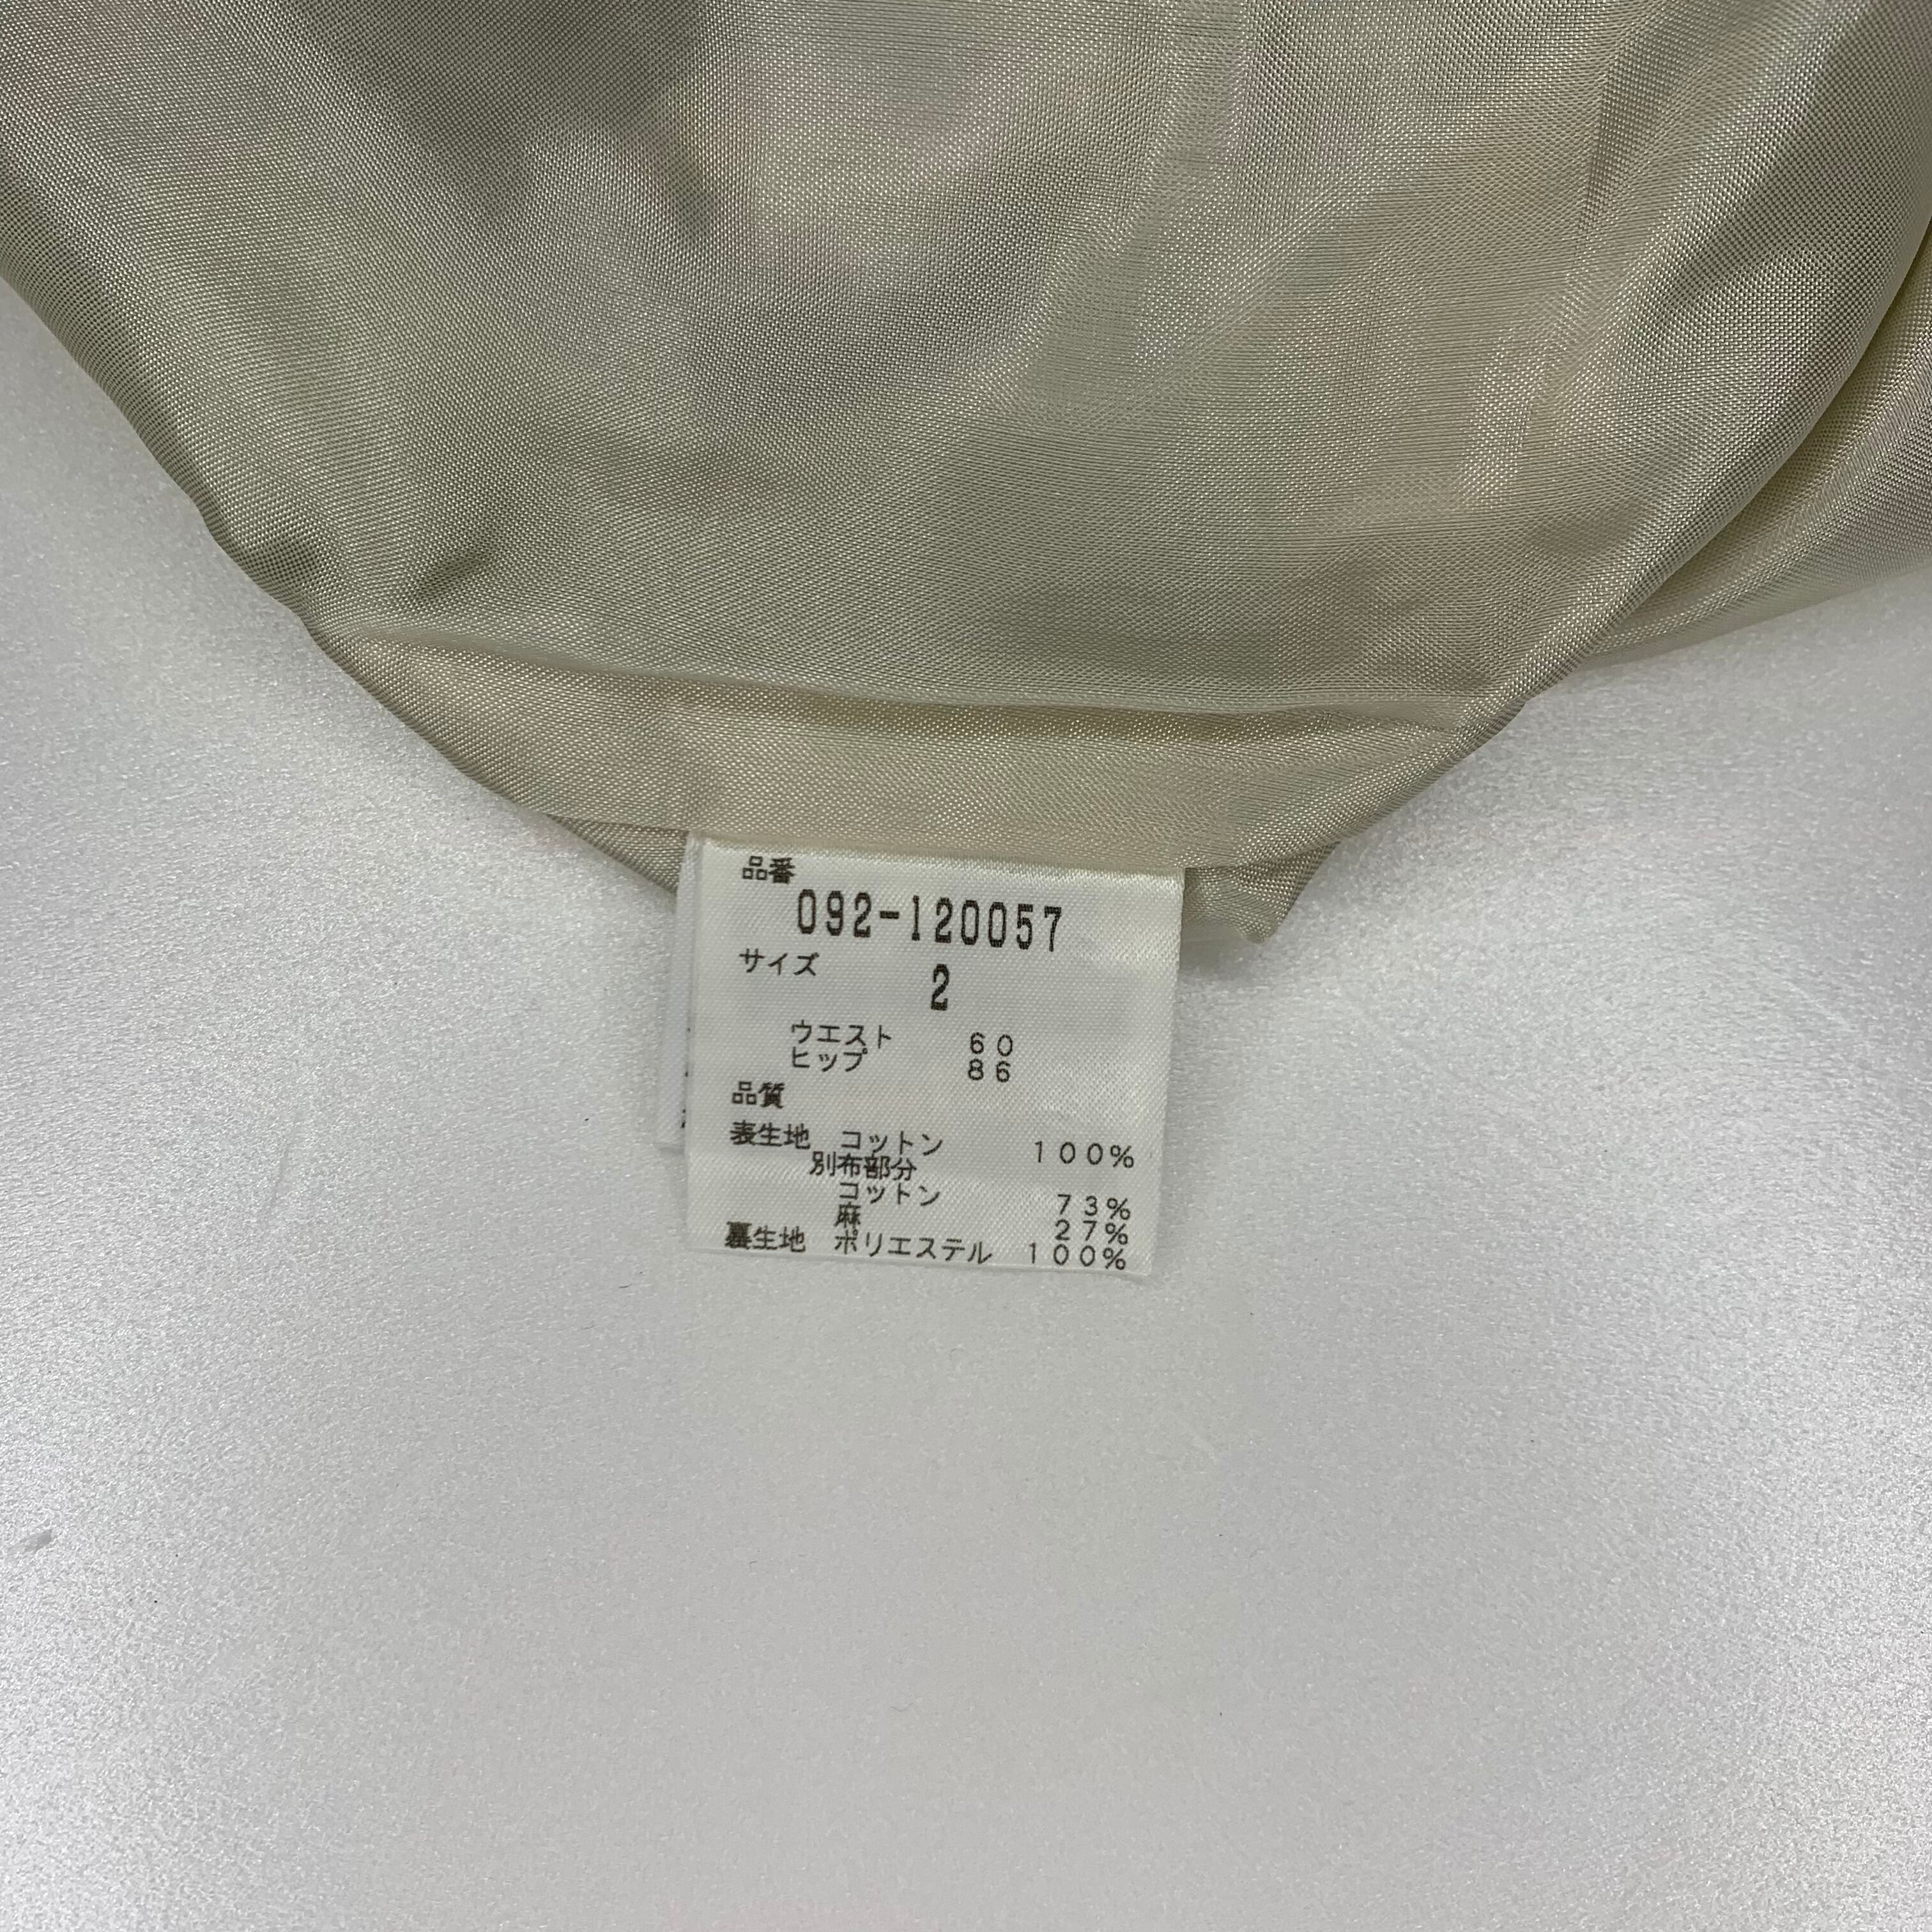 品番
092-120057
サイズ
2
ウエスト 60
ヒップ 86
品質
表生地 コットン 100%
別布部分
コットン 73%
麻 27%
裏生地 ポリエステル 100%